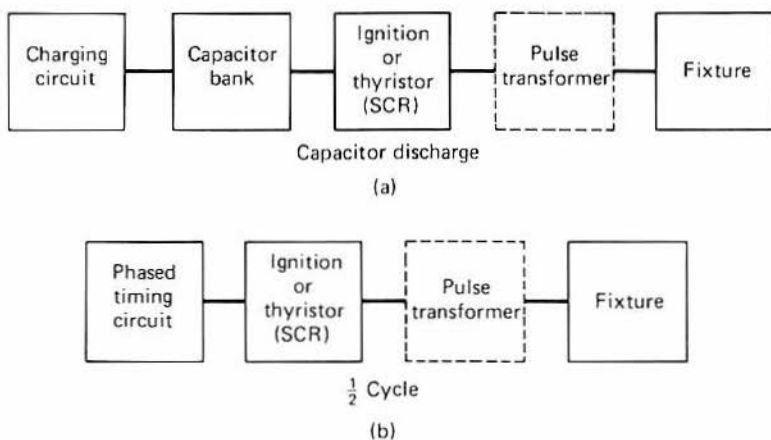 Charging
circuit
Capacitor
bank
Ignition
or
thyristor
(SCR)
Pulse
transformer
Fixture
Capacitor discharge
(a)
Phased
timing
circuit
Ignition
or
thyristor
(SCR)
Pulse
transformer
Fixture
½ Cycle
(b)